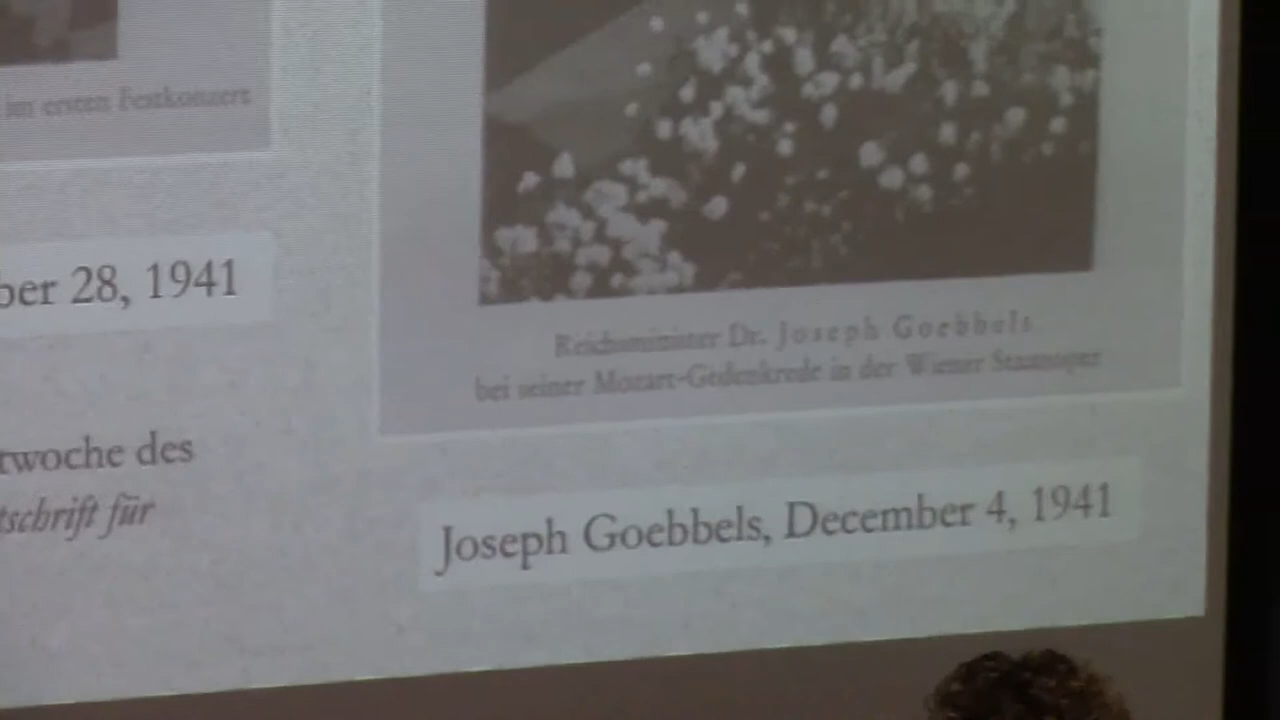 im ersten Festkonzert
ber 28, 1941
twoche des
tschrift für
Reichsminister Dr. Joseph Goebbels
bei seiner Mozart-Gedenkrede in der Wiener Staatsoper
Joseph Goebbels, December 4, 1941